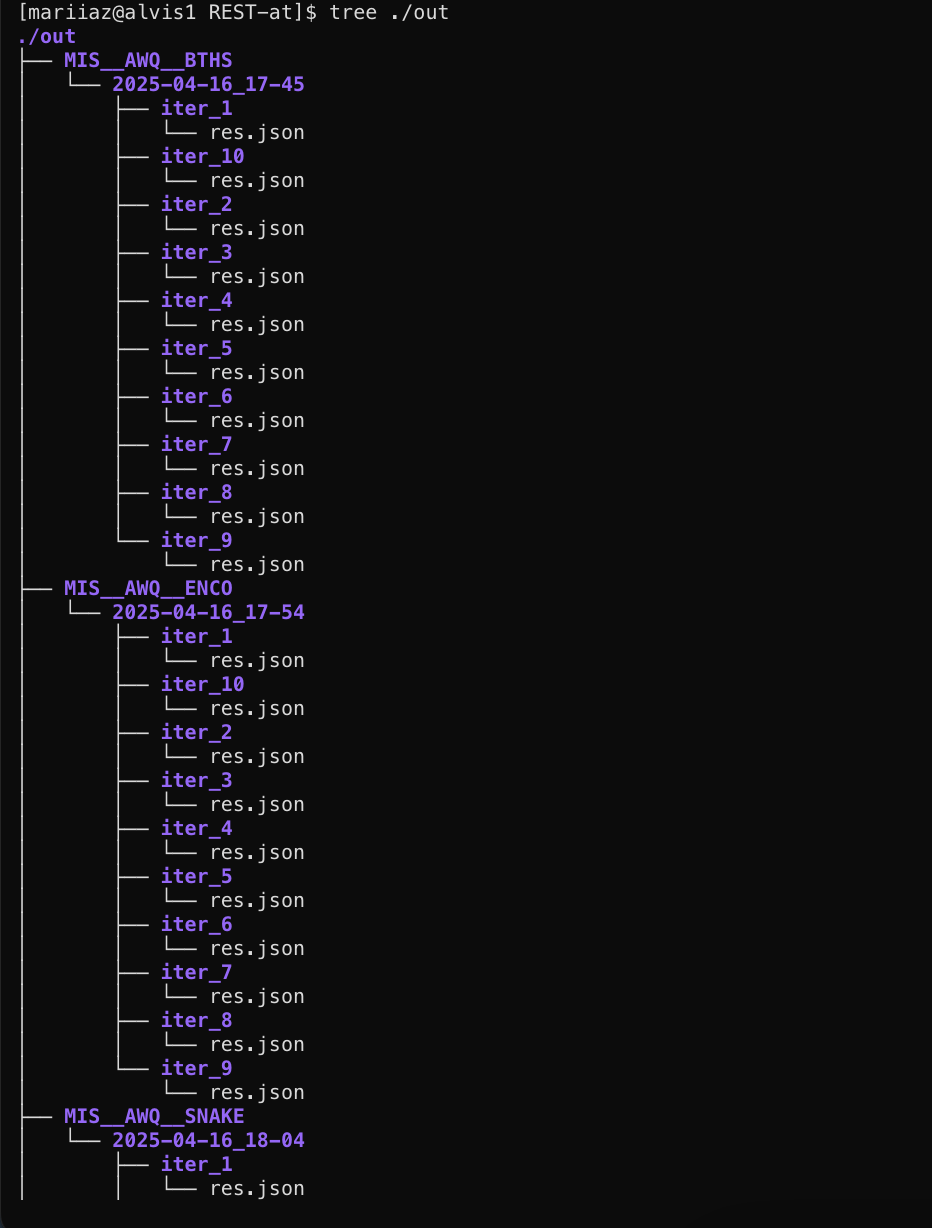 [mariiaz@alvis1 REST-at]$ tree ./out
./out
├── MIS__AWQ__BTHS
│   └── 2025-04-16_17-45
│       ├── iter_1
│       │   └── res.json
│       ├── iter_10
│       │   └── res.json
│       ├── iter_2
│       │   └── res.json
│       ├── iter_3
│       │   └── res.json
│       ├── iter_4
│       │   └── res.json
│       ├── iter_5
│       │   └── res.json
│       ├── iter_6
│       │   └── res.json
│       ├── iter_7
│       │   └── res.json
│       ├── iter_8
│       │   └── res.json
│       └── iter_9
│           └── res.json
├── MIS__AWQ__ENCO
│   └── 2025-04-16_17-54
│       ├── iter_1
│       │   └── res.json
│       ├── iter_10
│       │   └── res.json
│       ├── iter_2
│       │   └── res.json
│       ├── iter_3
│       │   └── res.json
│       ├── iter_4
│       │   └── res.json
│       ├── iter_5
│       │   └── res.json
│       ├── iter_6
│       │   └── res.json
│       ├── iter_7
│       │   └── res.json
│       ├── iter_8
│       │   └── res.json
│       └── iter_9
│           └── res.json
├── MIS__AWQ__SNAKE
│   └── 2025-04-16_18-04
│       ├── iter_1
│       │   └── res.json